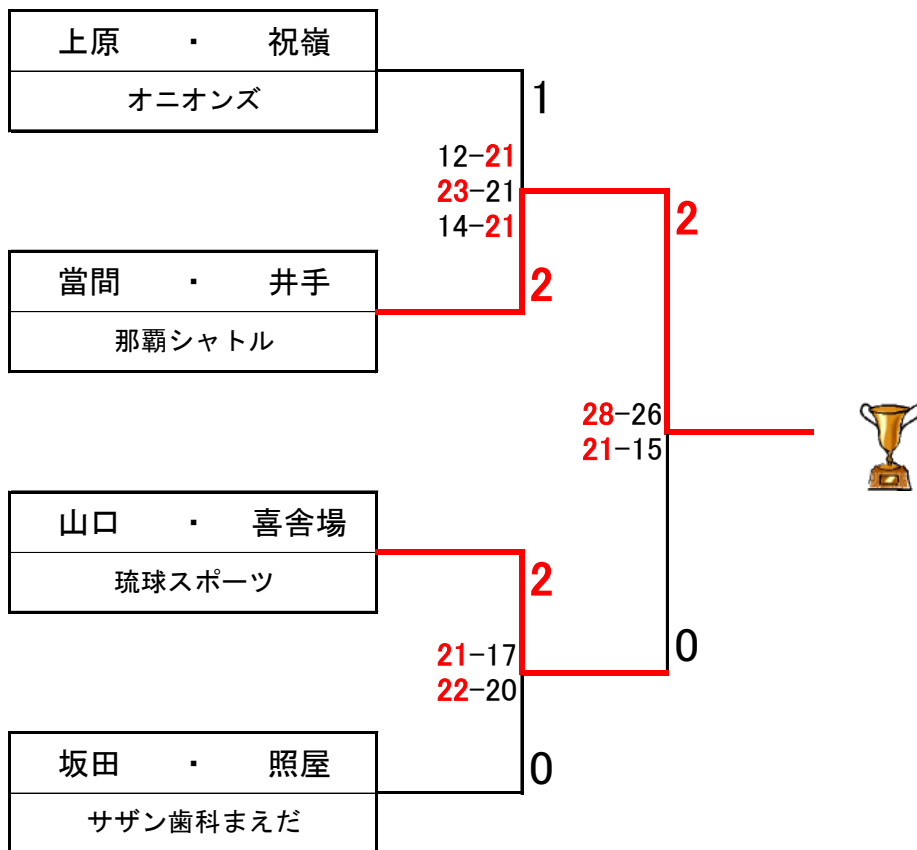 上原 ・ 祝嶺
オニオンズ
1
12-21
23-21
14-21
2
當間 ・ 井手
那覇シャトル
2
28-26
21-15
山口 ・ 喜舎場
琉球スポーツ
2
21-17
22-20
0
坂田 ・ 照屋
サザン歯科まえだ
0